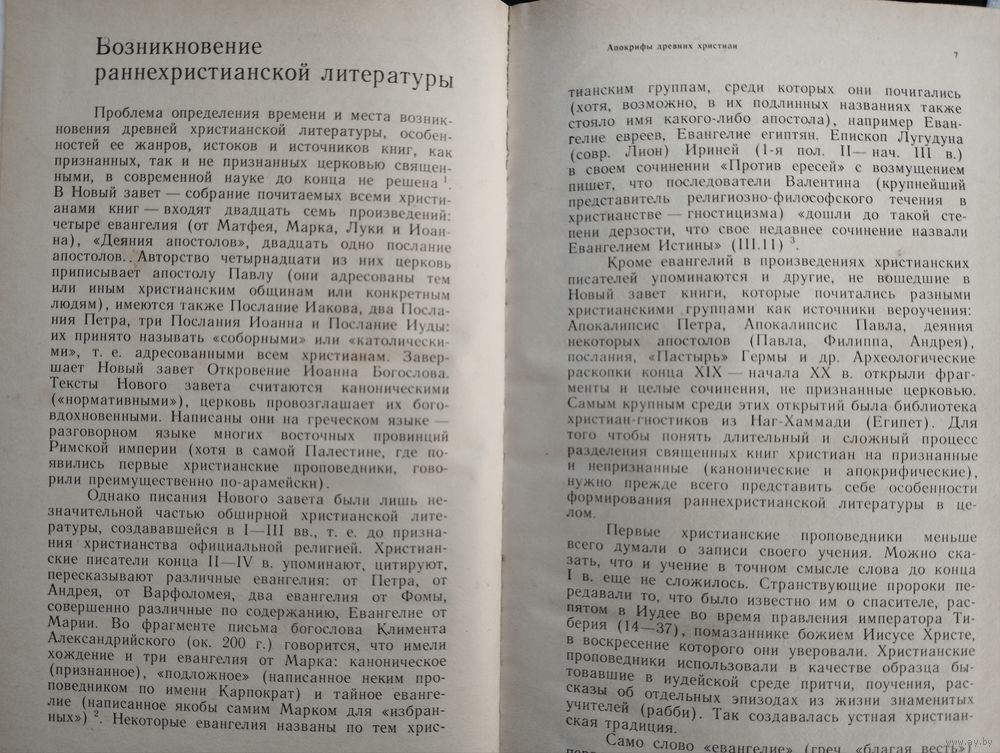 Возникновение
раннехристианской литературы
Проблема определения времени и места возник-
новения древней христианской литературы, особен-
ностей ее жанров, истоков и источников книг, как
признанных, так и не признанных церковью священ-
ными, в современной науке до конца не решена 1.
В Новый завет — собрание почитаемых всеми христи-
анами книг — входят двадцать семь произведений:
четыре евангелия (от Матфея, Марка, Луки и Иоан-
на), «Деяния апостолов», двадцать одно послание
апостолов. Авторство четырнадцати из них церковь
приписывает апостолу Павлу (они адресованы тем
или иным христианским общинам или конкретным
людям), имеются также Послание Иакова, два Посла-
ния Петра, три Послания Иоанна и Послание Иуды:
их принято называть «соборными» или «католически-
ми», т. е. адресованными всем христианам. Завер-
шает Новый завет Откровение Иоанна Богослова.
Тексты Нового завета считаются каноническими
(«нормативными»), церковь провозглашает их бого-
вдохновенными. Написаны они на греческом языке —
разговорном языке многих восточных провинций
Римской империи (хотя в самой Палестине, где по-
явились первые христианские проповедники, гово-
рили преимущественно по-арамейски).
Однако писания Нового завета были лишь не-
значительной частью обширной христианской лите-
ратуры, создававшейся в I—III вв., т. е. до призна-
ния христианства официальной религией. Христиан-
ские писатели конца II—IV в. упоминают, цитируют,
пересказывают различные евангелия: от Петра, от
Андрея, от Варфоломея, два евангелия от Фомы,
совершенно различные по содержанию, Евангелие от
Марии. Во фрагменте письма богослова Климента
Александрийского (ок. 200 г.) говорится, что имели
хождение и три евангелия от Марка: каноническое
(признанное), «подложное» (написанное неким про-
поведником по имени Карпократ) и тайное еванге-
лие (написанное якобы самим Марком для «избран-
ных») 2. Некоторые евангелия названы по тем хрис-
Апокрифы древних христиан
7
тианским группам, среди которых они почитались
(хотя, возможно, в их подлинных названиях также
стояло имя какого-либо апостола), например Еван-
гелие евреев, Евангелие египтян. Епископ Лугудуна
(совр. Лион) Ириней (1-я пол. II— нач. III в.)
в своем сочинении «Против ересей» с возмущением
пишет, что последователи Валентина (крупнейший
представитель религиозно-философского течения в
христианстве — гностицизма) «дошли до такой сте-
пени дерзости, что свое недавнее сочинение назвали
Евангелием Истины» (III.11) 3.
Кроме евангелий в произведениях христианских
писателей упоминаются и другие, не вошедшие в
Новый завет книги, которые почитались разными
христианскими группами как источники вероучения:
Апокалипсис Петра, Апокалипсис Павла, деяния
некоторых апостолов (Павла, Филиппа, Андрея),
послания, «Пастырь» Гермы и др. Археологические
раскопки конца XIX — начала XX в. открыли фраг-
менты и целые сочинения, не признанные церковью.
Самым крупным среди этих открытий была библиотека
христиан-гностиков из Наг-Хаммади (Египет). Для
того чтобы понять длительный и сложный процесс
разделения священных книг христиан на признанные
и непризнанные (канонические и апокрифические),
нужно прежде всего представить себе особенности
формирования раннехристианской литературы в це-
лом.
Первые христианские проповедники меньше
всего думали о записи своего учения. Можно ска-
зать, что и учение в точном смысле слова до конца
I в. еще не сложилось. Странствующие пророки пе-
редавали то, что было известно им о спасителе, рас-
пятом в Иудее во время правления императора Ти-
берия (14—37), помазаннике божием Иисусе Христе,
в воскресение которого они уверовали. Христианские
проповедники использовали в качестве образца бы-
товавшие в иудейской среде притчи, поучения, рас-
сказы об отдельных эпизодах из жизни знаменитых
учителей (рабби). Так создавалась устная христиан-
ская традиция.
Само слово «евангелие» (греч. «благая весть»)
www.ay.by